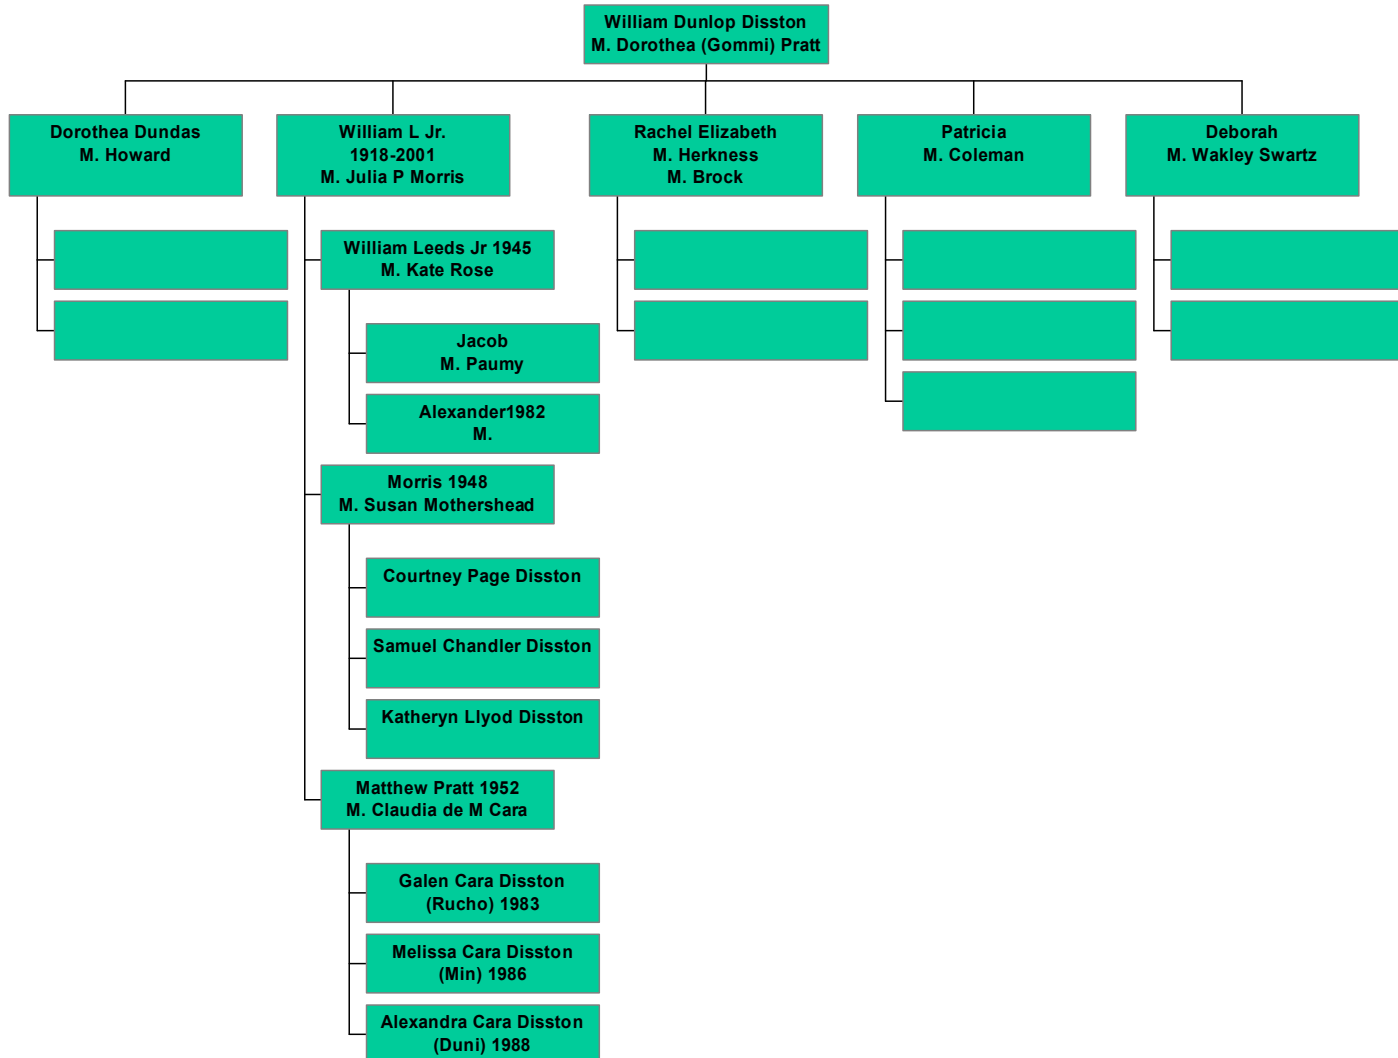 William Dunlop Disston
M. Dorothea (Gommi) Pratt
Dorothea Dundas
M. Howard
William L Jr.
1918-2001
M. Julia P Morris
Rachel Elizabeth
M. Herkness
M. Brock
Patricia
M. Coleman
Deborah
M. Wakley Swartz
William Leeds Jr 1945
M. Kate Rose
Jacob
M. Paumy
Alexander1982
M.
Morris 1948
M. Susan Mothershead
Courtney Page Disston
Samuel Chandler Disston
Katheryn Llyod Disston
Matthew Pratt 1952
M. Claudia de M Cara
Galen Cara Disston
(Rucho) 1983
Melissa Cara Disston
(Min) 1986
Alexandra Cara Disston
(Duni) 1988